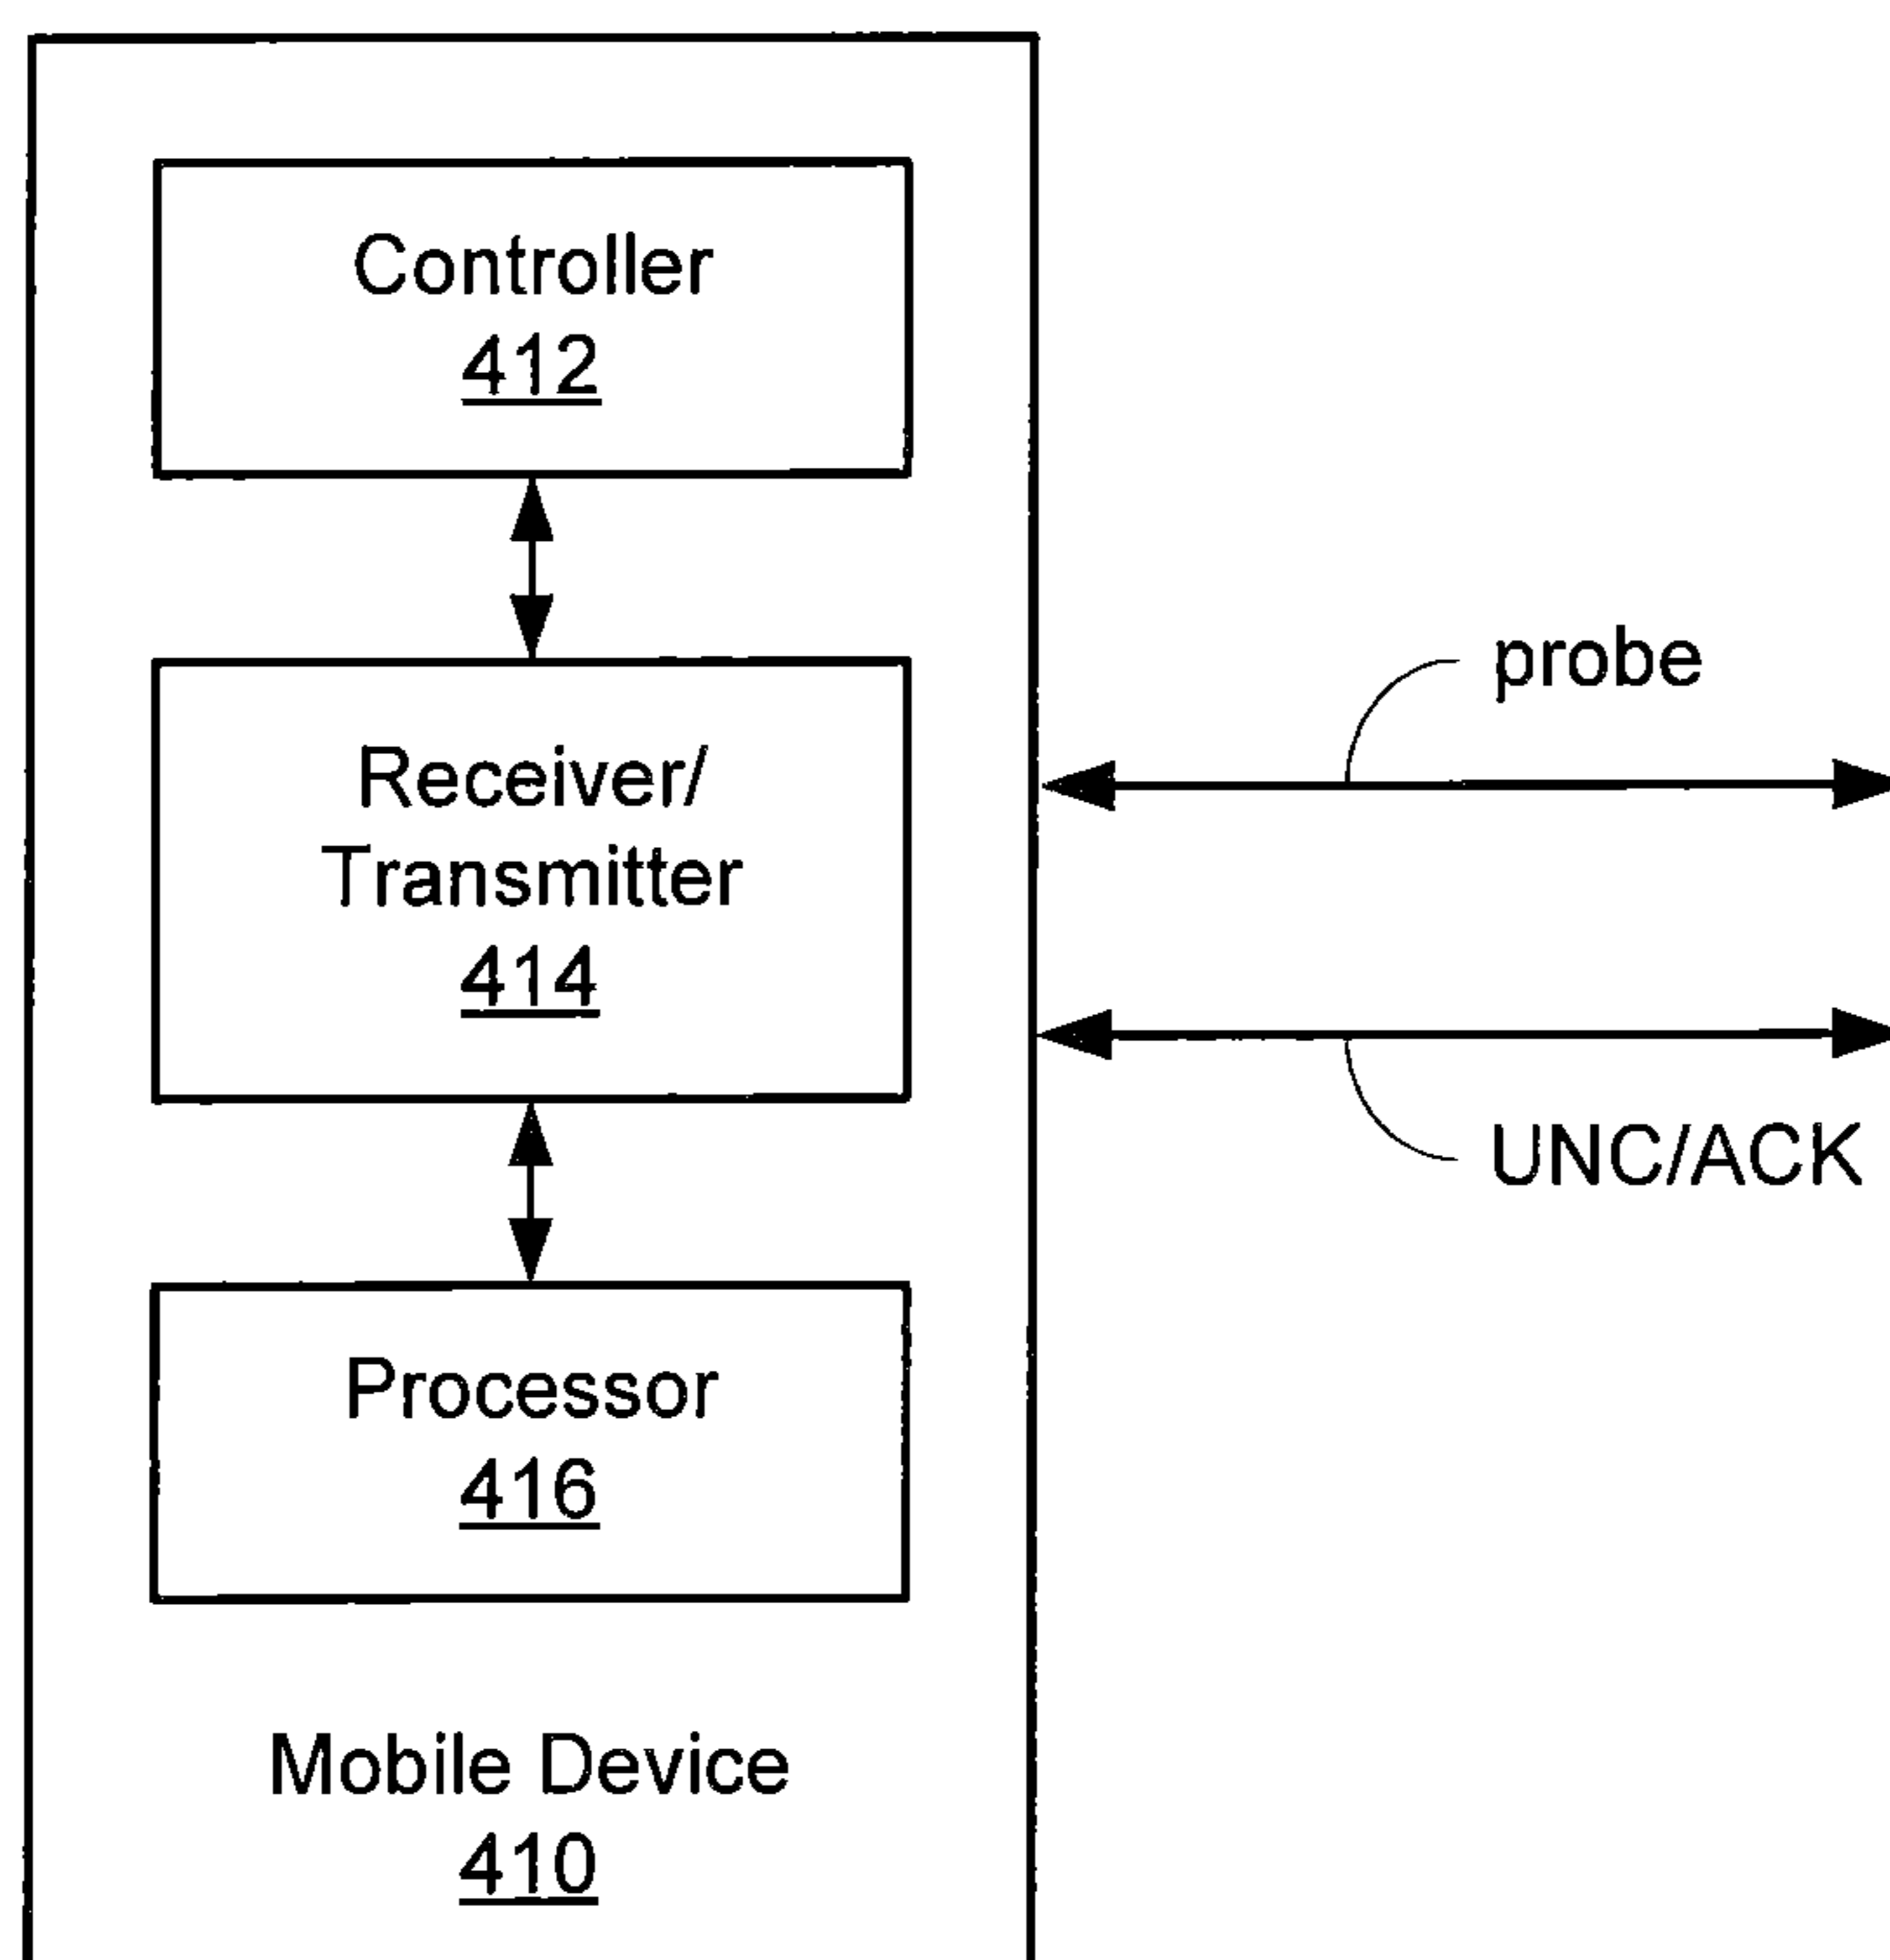 Controller
412
Receiver/
Transmitter
414
Processor
416
Mobile Device
410
probe
UNC/ACK